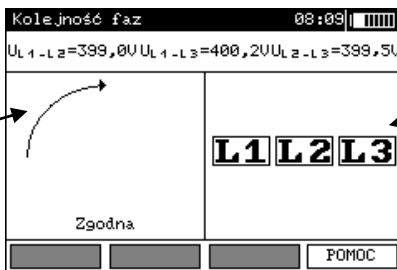 Kolejność faz 08:09
UL1-L2=399,0V UL1-L3=400,2V UL2-L3=399,5V
L1 L2 L3
Zgodna
POMOC